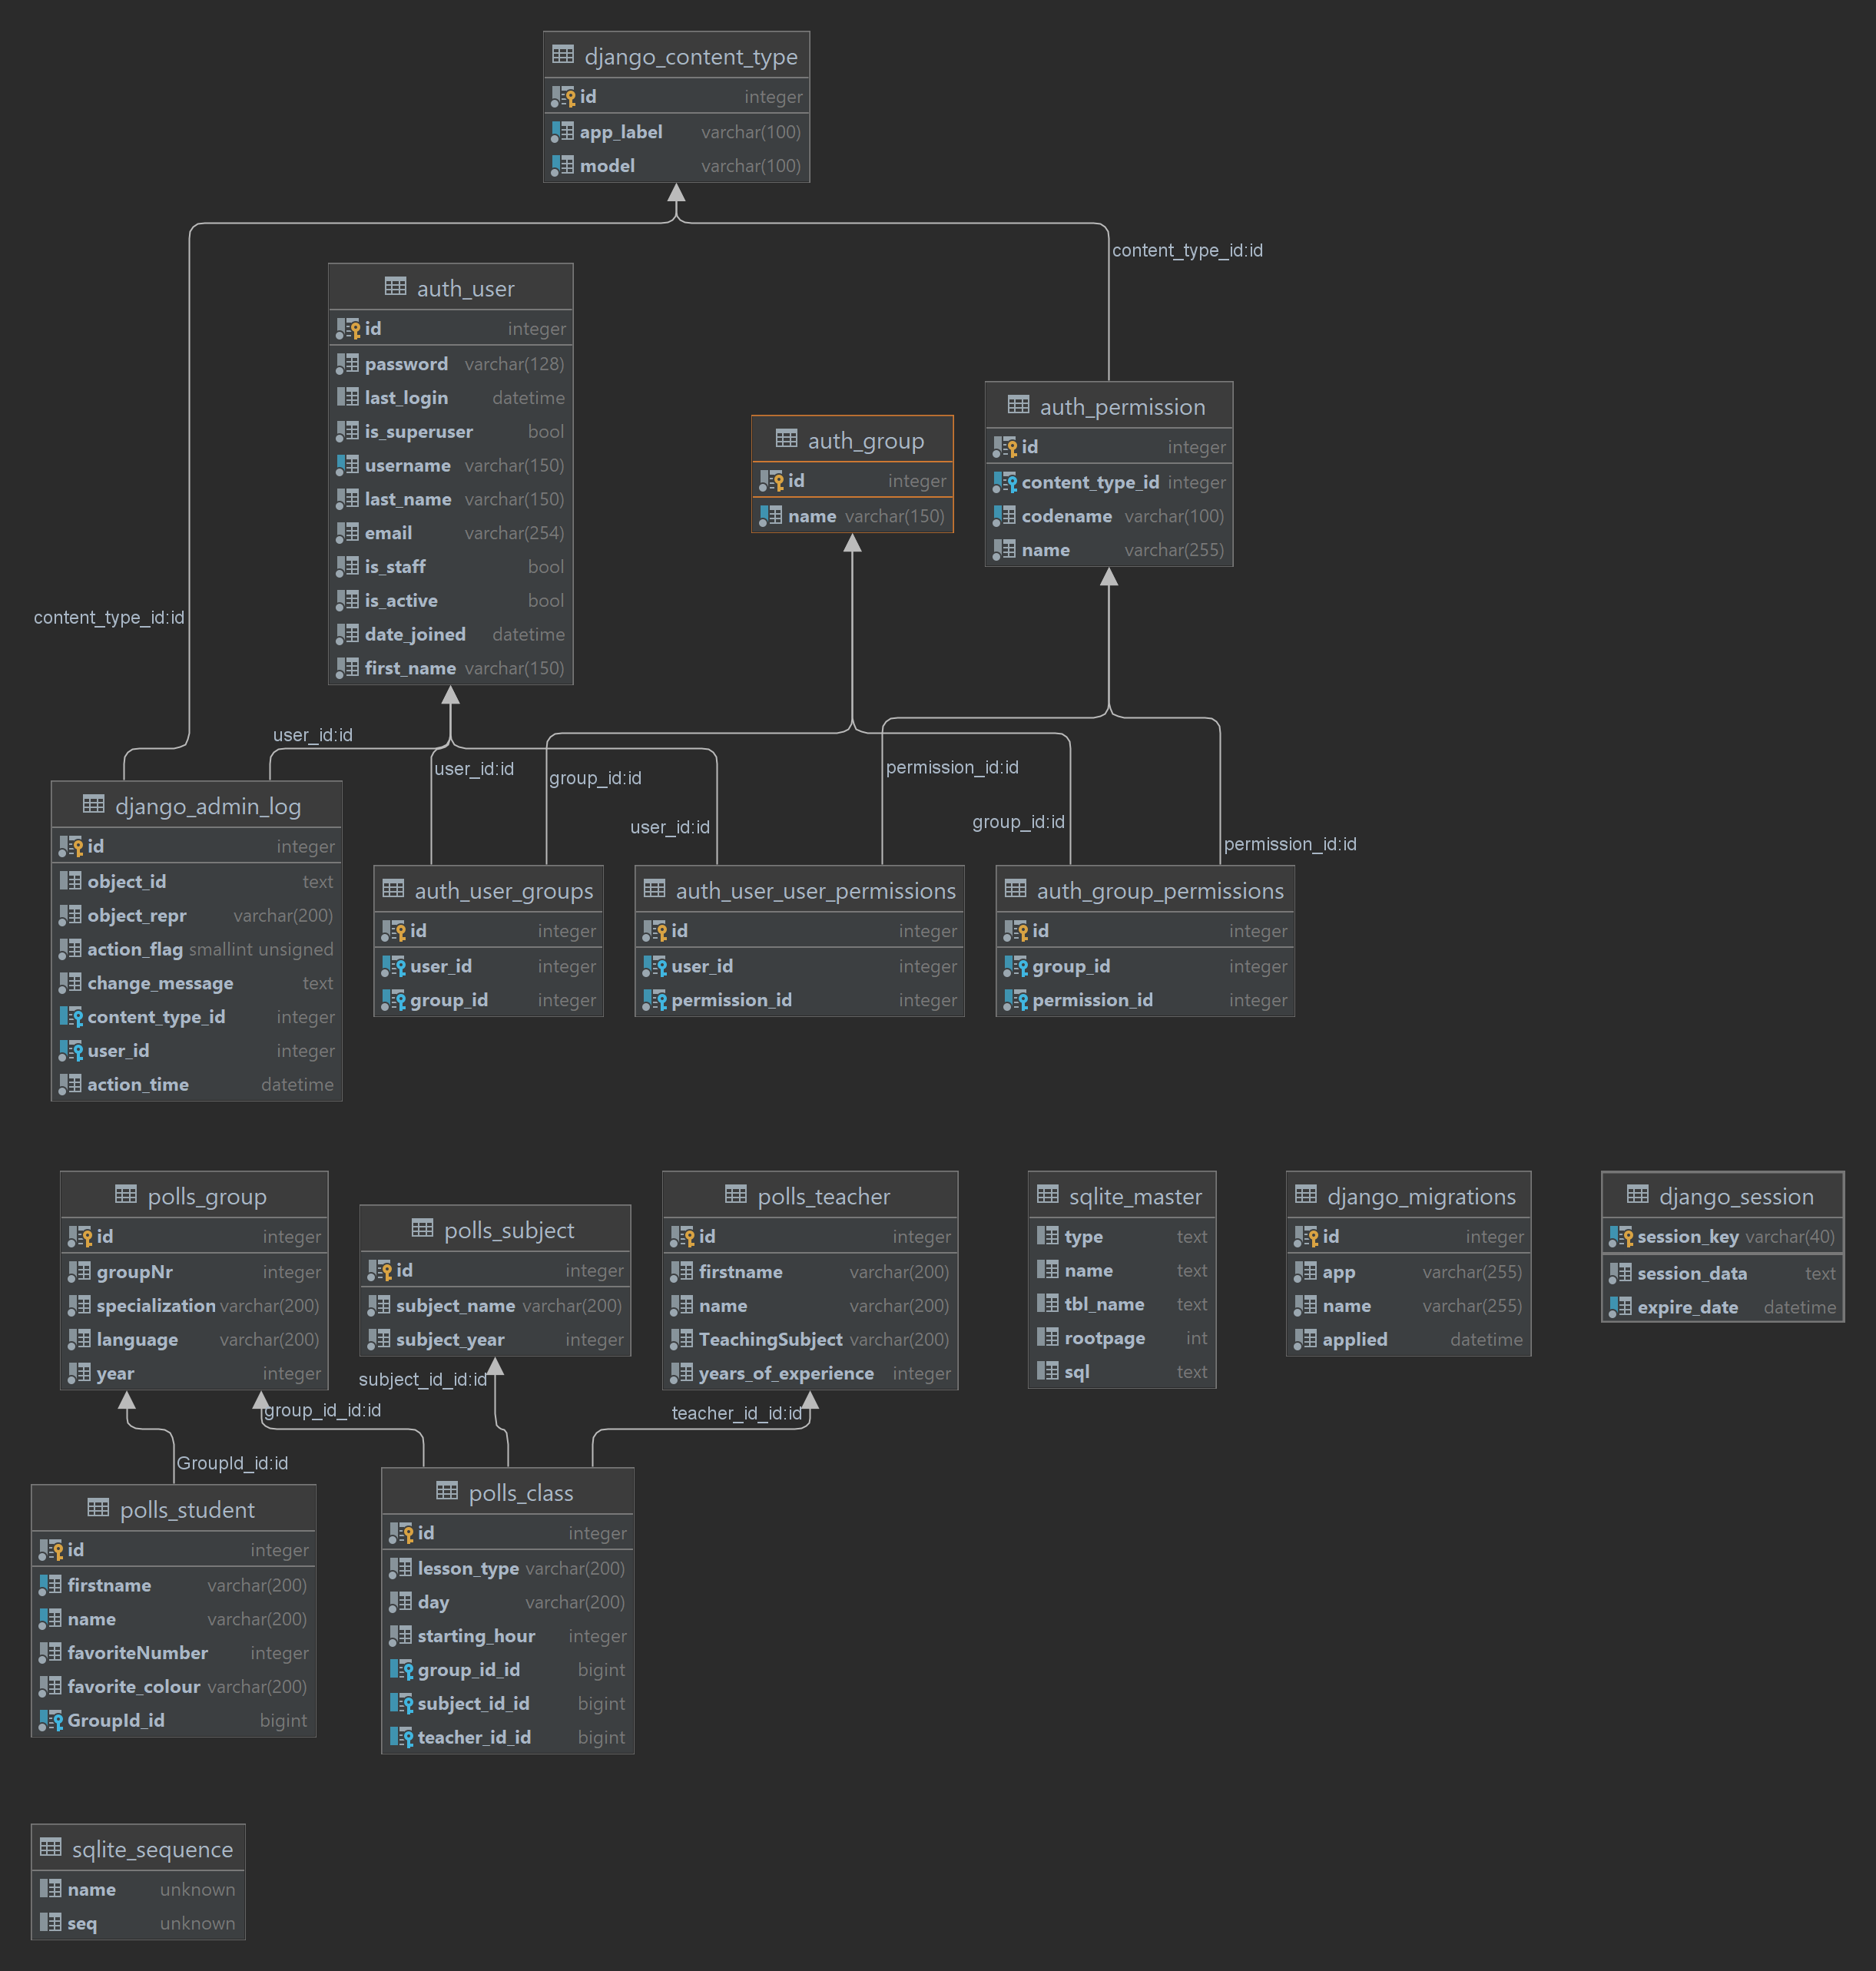 django_content_type
id integer
app_label varchar(100)
model varchar(100)
content_type_id:id
content_type_id:id
auth_user
id integer
password varchar(128)
last_login datetime
is_superuser bool
username varchar(150)
last_name varchar(150)
email varchar(254)
is_staff bool
is_active bool
date_joined datetime
first_name varchar(150)
auth_group
id integer
name varchar(150)
auth_permission
id integer
content_type_id integer
codename varchar(100)
name varchar(255)
user_id:id
user_id:id
group_id:id
user_id:id
permission_id:id
group_id:id
permission_id:id
django_admin_log
id integer
object_id text
object_repr varchar(200)
action_flag smallint unsigned
change_message text
content_type_id integer
user_id integer
action_time datetime
auth_user_groups
id integer
user_id integer
group_id integer
auth_user_user_permissions
id integer
user_id integer
permission_id integer
auth_group_permissions
id integer
group_id integer
permission_id integer
polls_group
id integer
groupNr integer
specialization varchar(200)
language varchar(200)
year integer
polls_subject
id integer
subject_name varchar(200)
subject_year integer
polls_teacher
id integer
firstname varchar(200)
name varchar(200)
TeachingSubject varchar(200)
years_of_experience integer
sqlite_master
type text
name text
tbl_name text
rootpage int
sql text
django_migrations
id integer
app varchar(255)
name varchar(255)
applied datetime
django_session
session_key varchar(40)
session_data text
expire_date datetime
subject_id_id:id
group_id_id:id
teacher_id_id:id
GroupId_id:id
polls_student
id integer
firstname varchar(200)
name varchar(200)
favoriteNumber integer
favorite_colour varchar(200)
GroupId_id bigint
polls_class
id integer
lesson_type varchar(200)
day varchar(200)
starting_hour integer
group_id_id bigint
subject_id_id bigint
teacher_id_id bigint
sqlite_sequence
name unknown
seq unknown